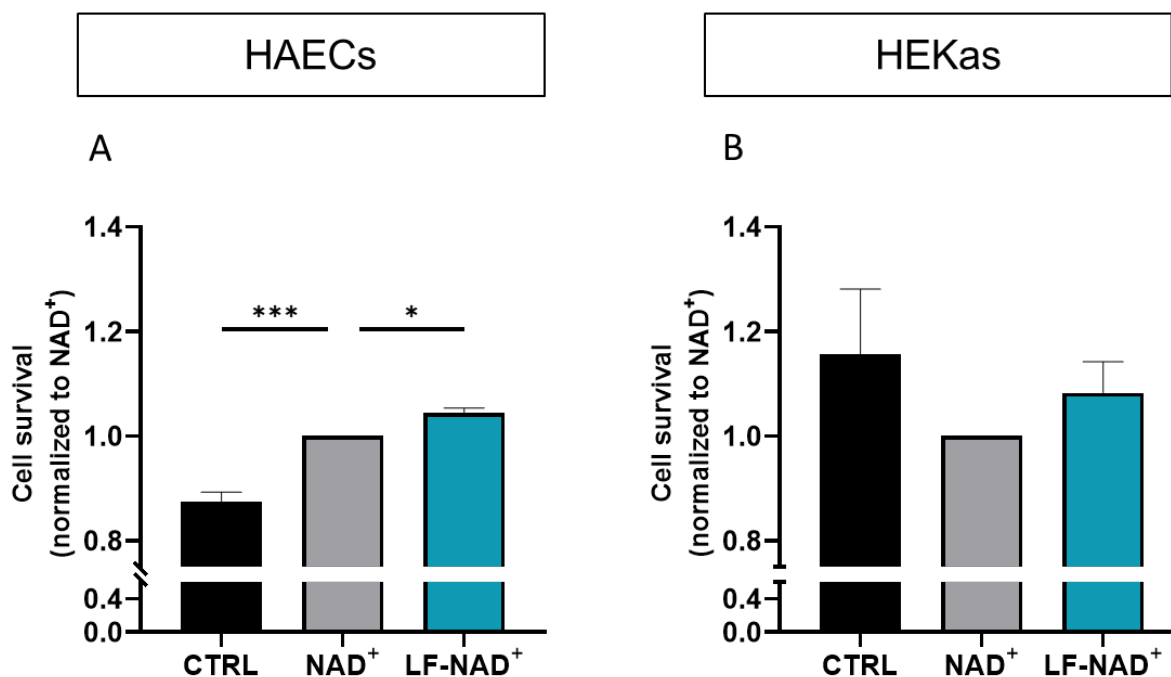 HAECs
HEKas
A
B
Cell survival
(normalized to NAD⁺)
1.4
1.2
1.0
0.8
0.4
0.0
***
*
CTRL NAD⁺ LF-NAD⁺
Cell survival
(normalized to NAD⁺)
1.4
1.2
1.0
0.8
0.4
0.0
CTRL NAD⁺ LF-NAD⁺